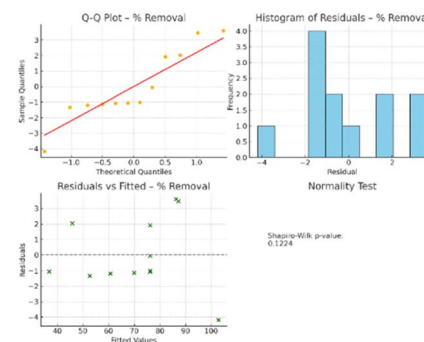 Q-Q Plot – % Removal
3
2
1
0
−1
−2
−3
−4
Sample Quantiles
−1.0 −0.5 0.0 0.5 1.0
Theoretical Quantiles
Histogram of Residuals – % Remova
4.0
3.5
3.0
2.5
2.0
1.5
1.0
0.5
0.0
Frequency
−4 −2 0 2
Residual
Residuals vs Fitted – % Removal
3
2
1
0
−1
−2
−3
−4
Residuals
40 50 60 70 80 90 100
Fitted Values
Normality Test
Shapiro-Wilk p-value:
0.1224